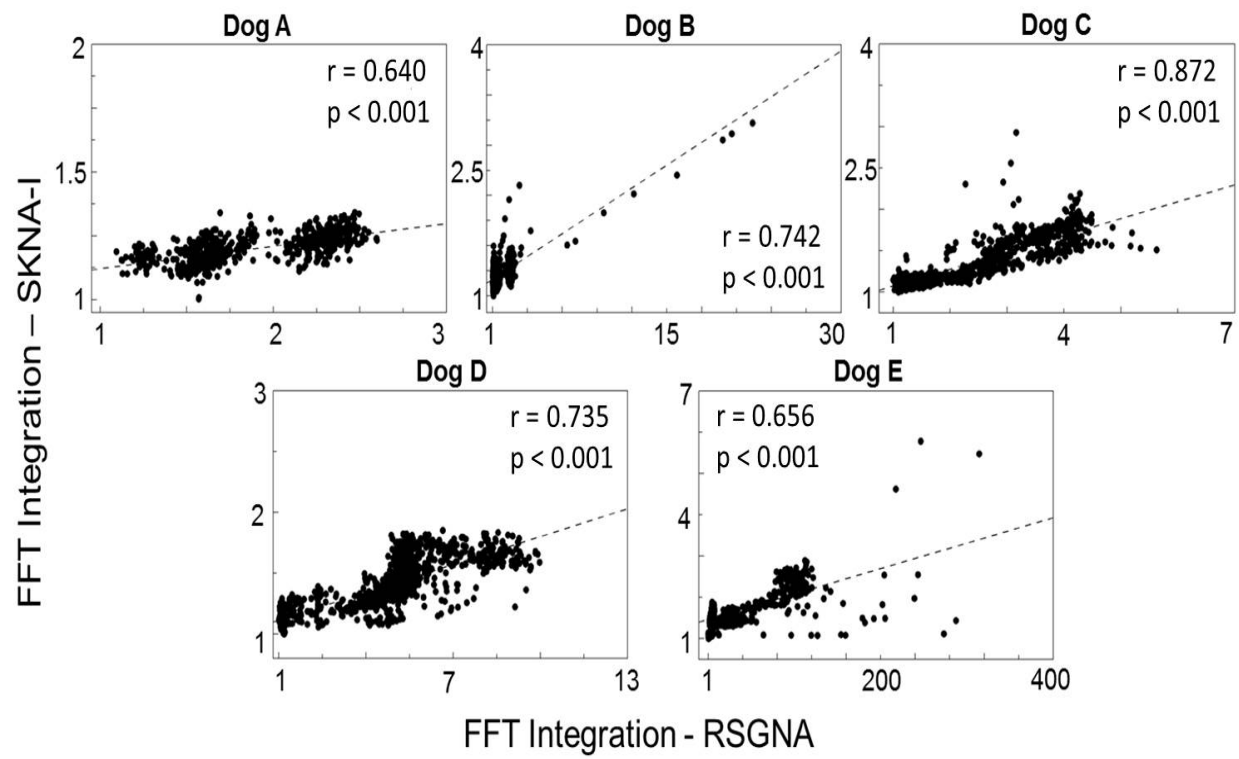 Dog A
Dog B
Dog C
2
1.5
1
r = 0.640
p < 0.001
1
2
3
4
2.5
1
r = 0.742
p < 0.001
1
15
30
4
2.5
1
r = 0.872
p < 0.001
1
4
7
FFT Integration – SKNA-I
Dog D
Dog E
3
2
1
r = 0.735
p < 0.001
1
7
13
7
4
1
r = 0.656
p < 0.001
1
200
400
FFT Integration - RSGNA